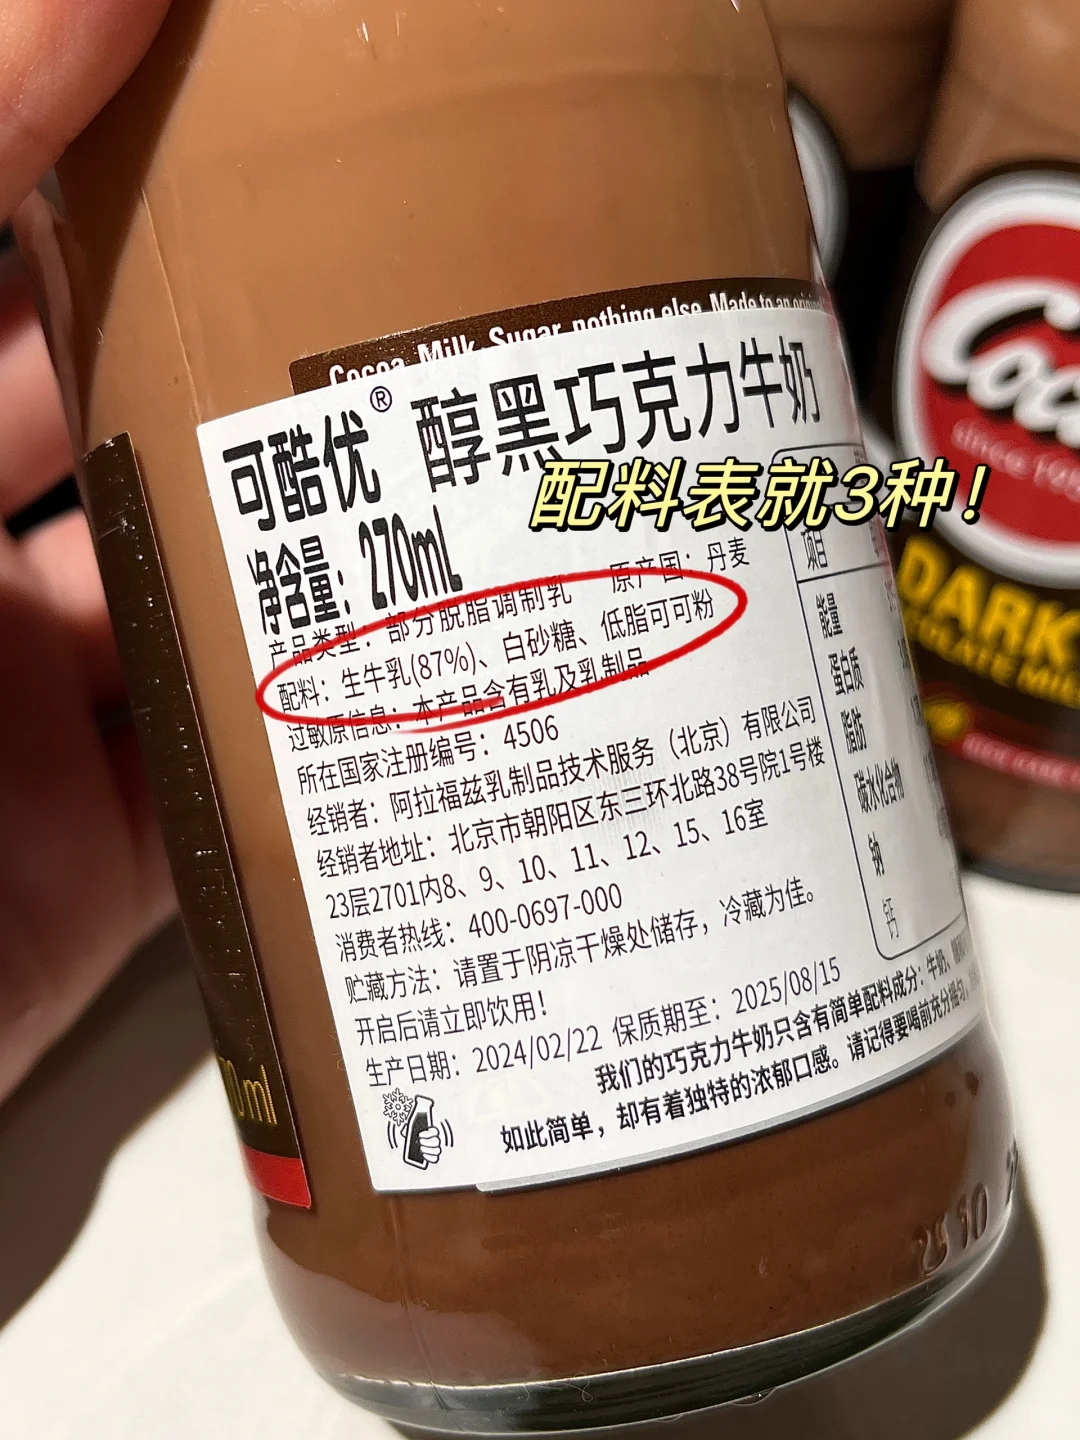 Cocoa, Milk, Sugar, nothing else. Made to an
可酷优® 醇黑巧克力牛奶
配料表就3种！
净含量：270ml
产品类型：部分脱脂调制乳 原产国：丹麦
配料：生牛乳(87%)、白砂糖、低脂可可粉
过敏原信息：本产品含有乳及乳制品
所在国家注册编号：4506
经销者：阿拉福兹乳制品技术服务（北京）有限公司
经销者地址：北京市朝阳区东三环北路38号院1号楼
23层2701内8、9、10、11、12、15、16室
消费者热线：400-0697-000
贮藏方法：请置于阴凉干燥处储存，冷藏为佳。
开启后请立即饮用！
生产日期：2024/02/22 保质期至：2025/08/15
我们的巧克力牛奶只含有简单配料成分：牛奶、
如此简单，却有着独特的浓郁口感。请记得要喝前充分摇匀，
项目
能量
蛋白质
脂肪
碳水化合物
钠
钙
ml
since
DARK
MIL